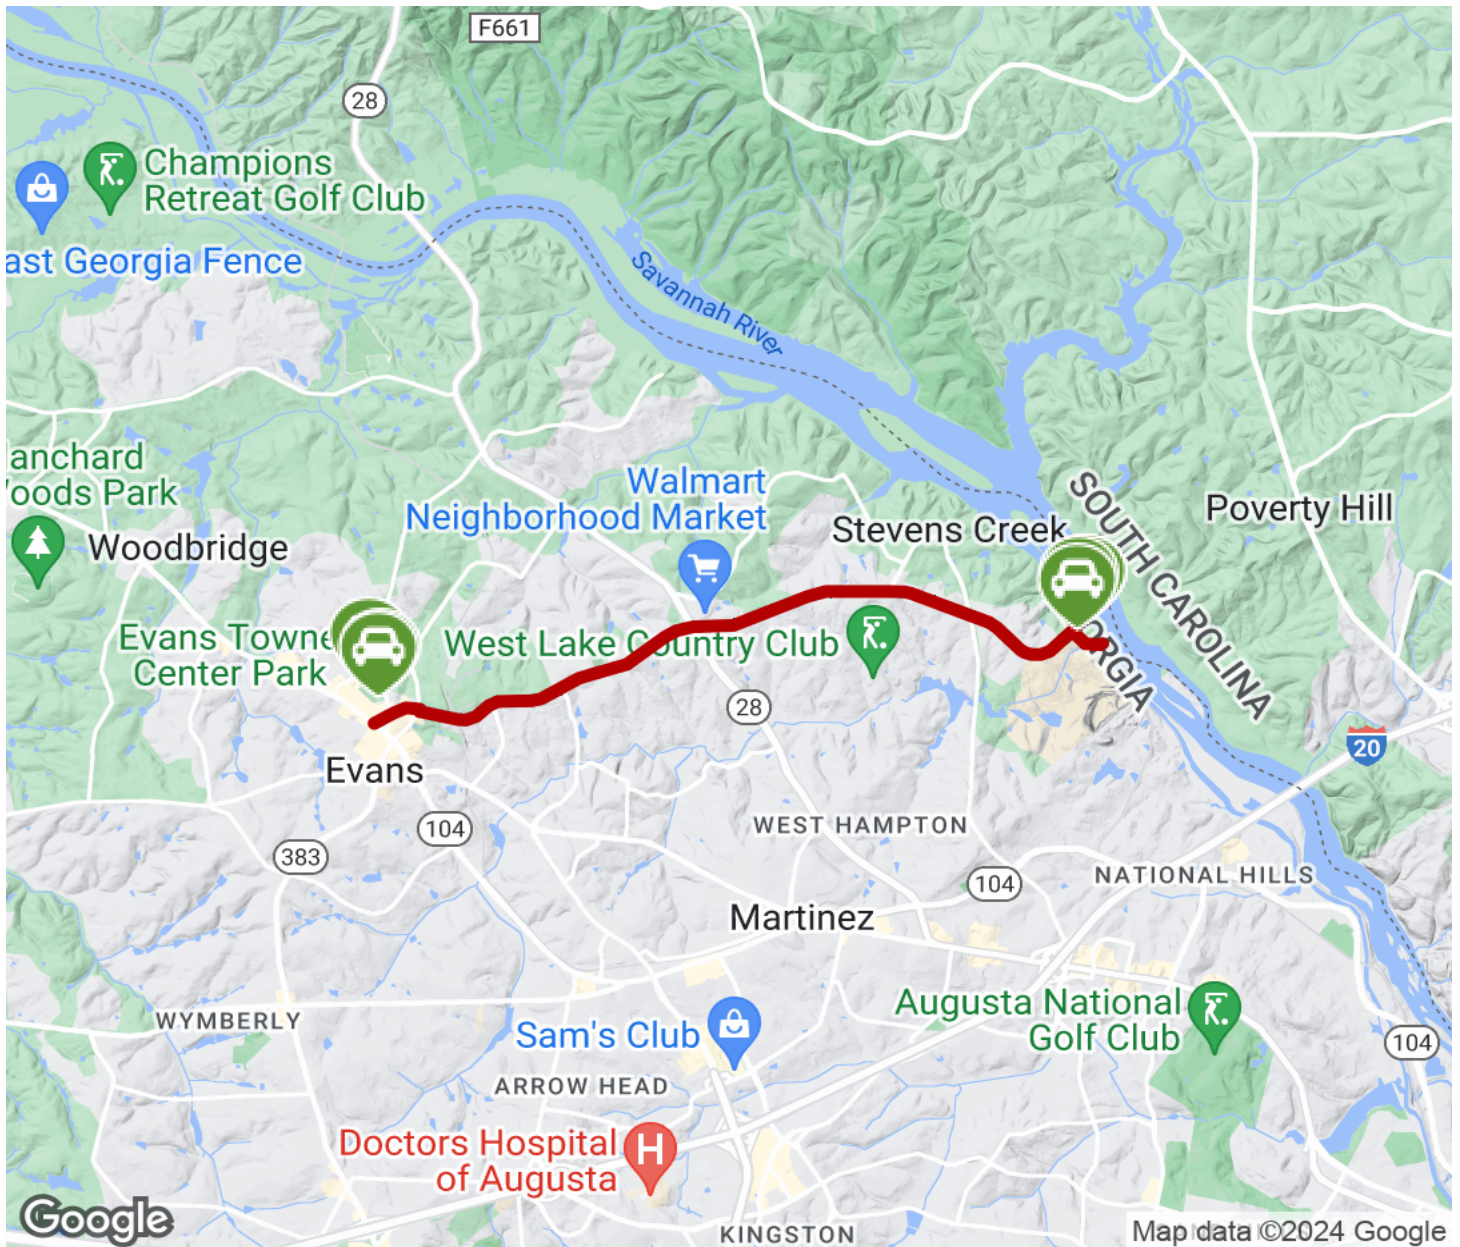 F661
28
Champions
Retreat Golf Club
ast Georgia Fence
Savannah River
anchard
oods Park
Woodbridge
Walmart
Neighborhood Market
Stevens Creek
SOUTH CAROLINA
Poverty Hill
Evans Towne
Center Park
West Lake Country Club
ORGIA
28
20
Evans
104
383
WEST HAMPTON
104
NATIONAL HILLS
Martinez
WYMBERLY
Sam's Club
Augusta National
Golf Club
104
ARROW HEAD
Doctors Hospital
of Augusta
H
Google
KINGSTON
Map data ©2024 Google